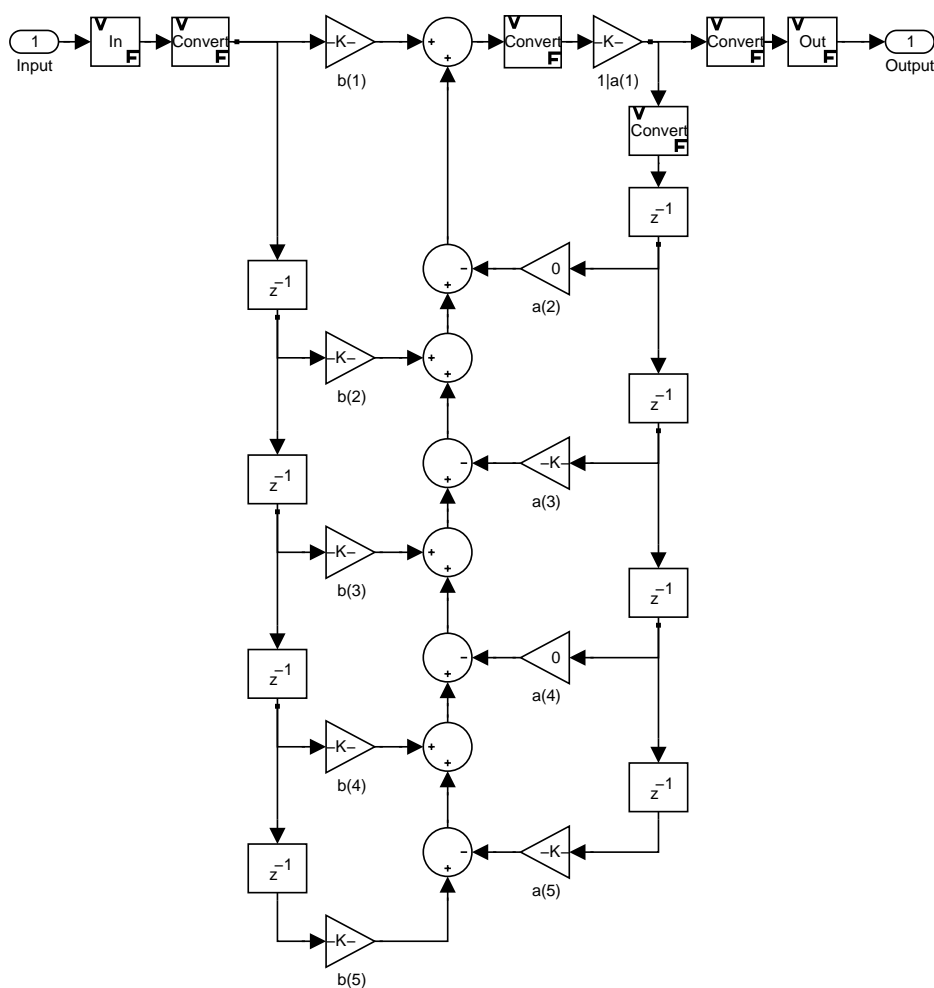 V V V V V
1 In Convert –K– + + Convert –K– Convert Out 1
F F F F F
Input b(1) 1|a(1) Output
V
Convert
F
z–1
– 0
+
z–1 a(2)
–K– + z–1
+
b(2)
– –K–
+
z–1 a(3)
–K– + z–1
+
b(3)
– 0
+
z–1 a(4)
–K– + z–1
+
b(4)
– –K–
+
z–1 a(5)
–K–
b(5)